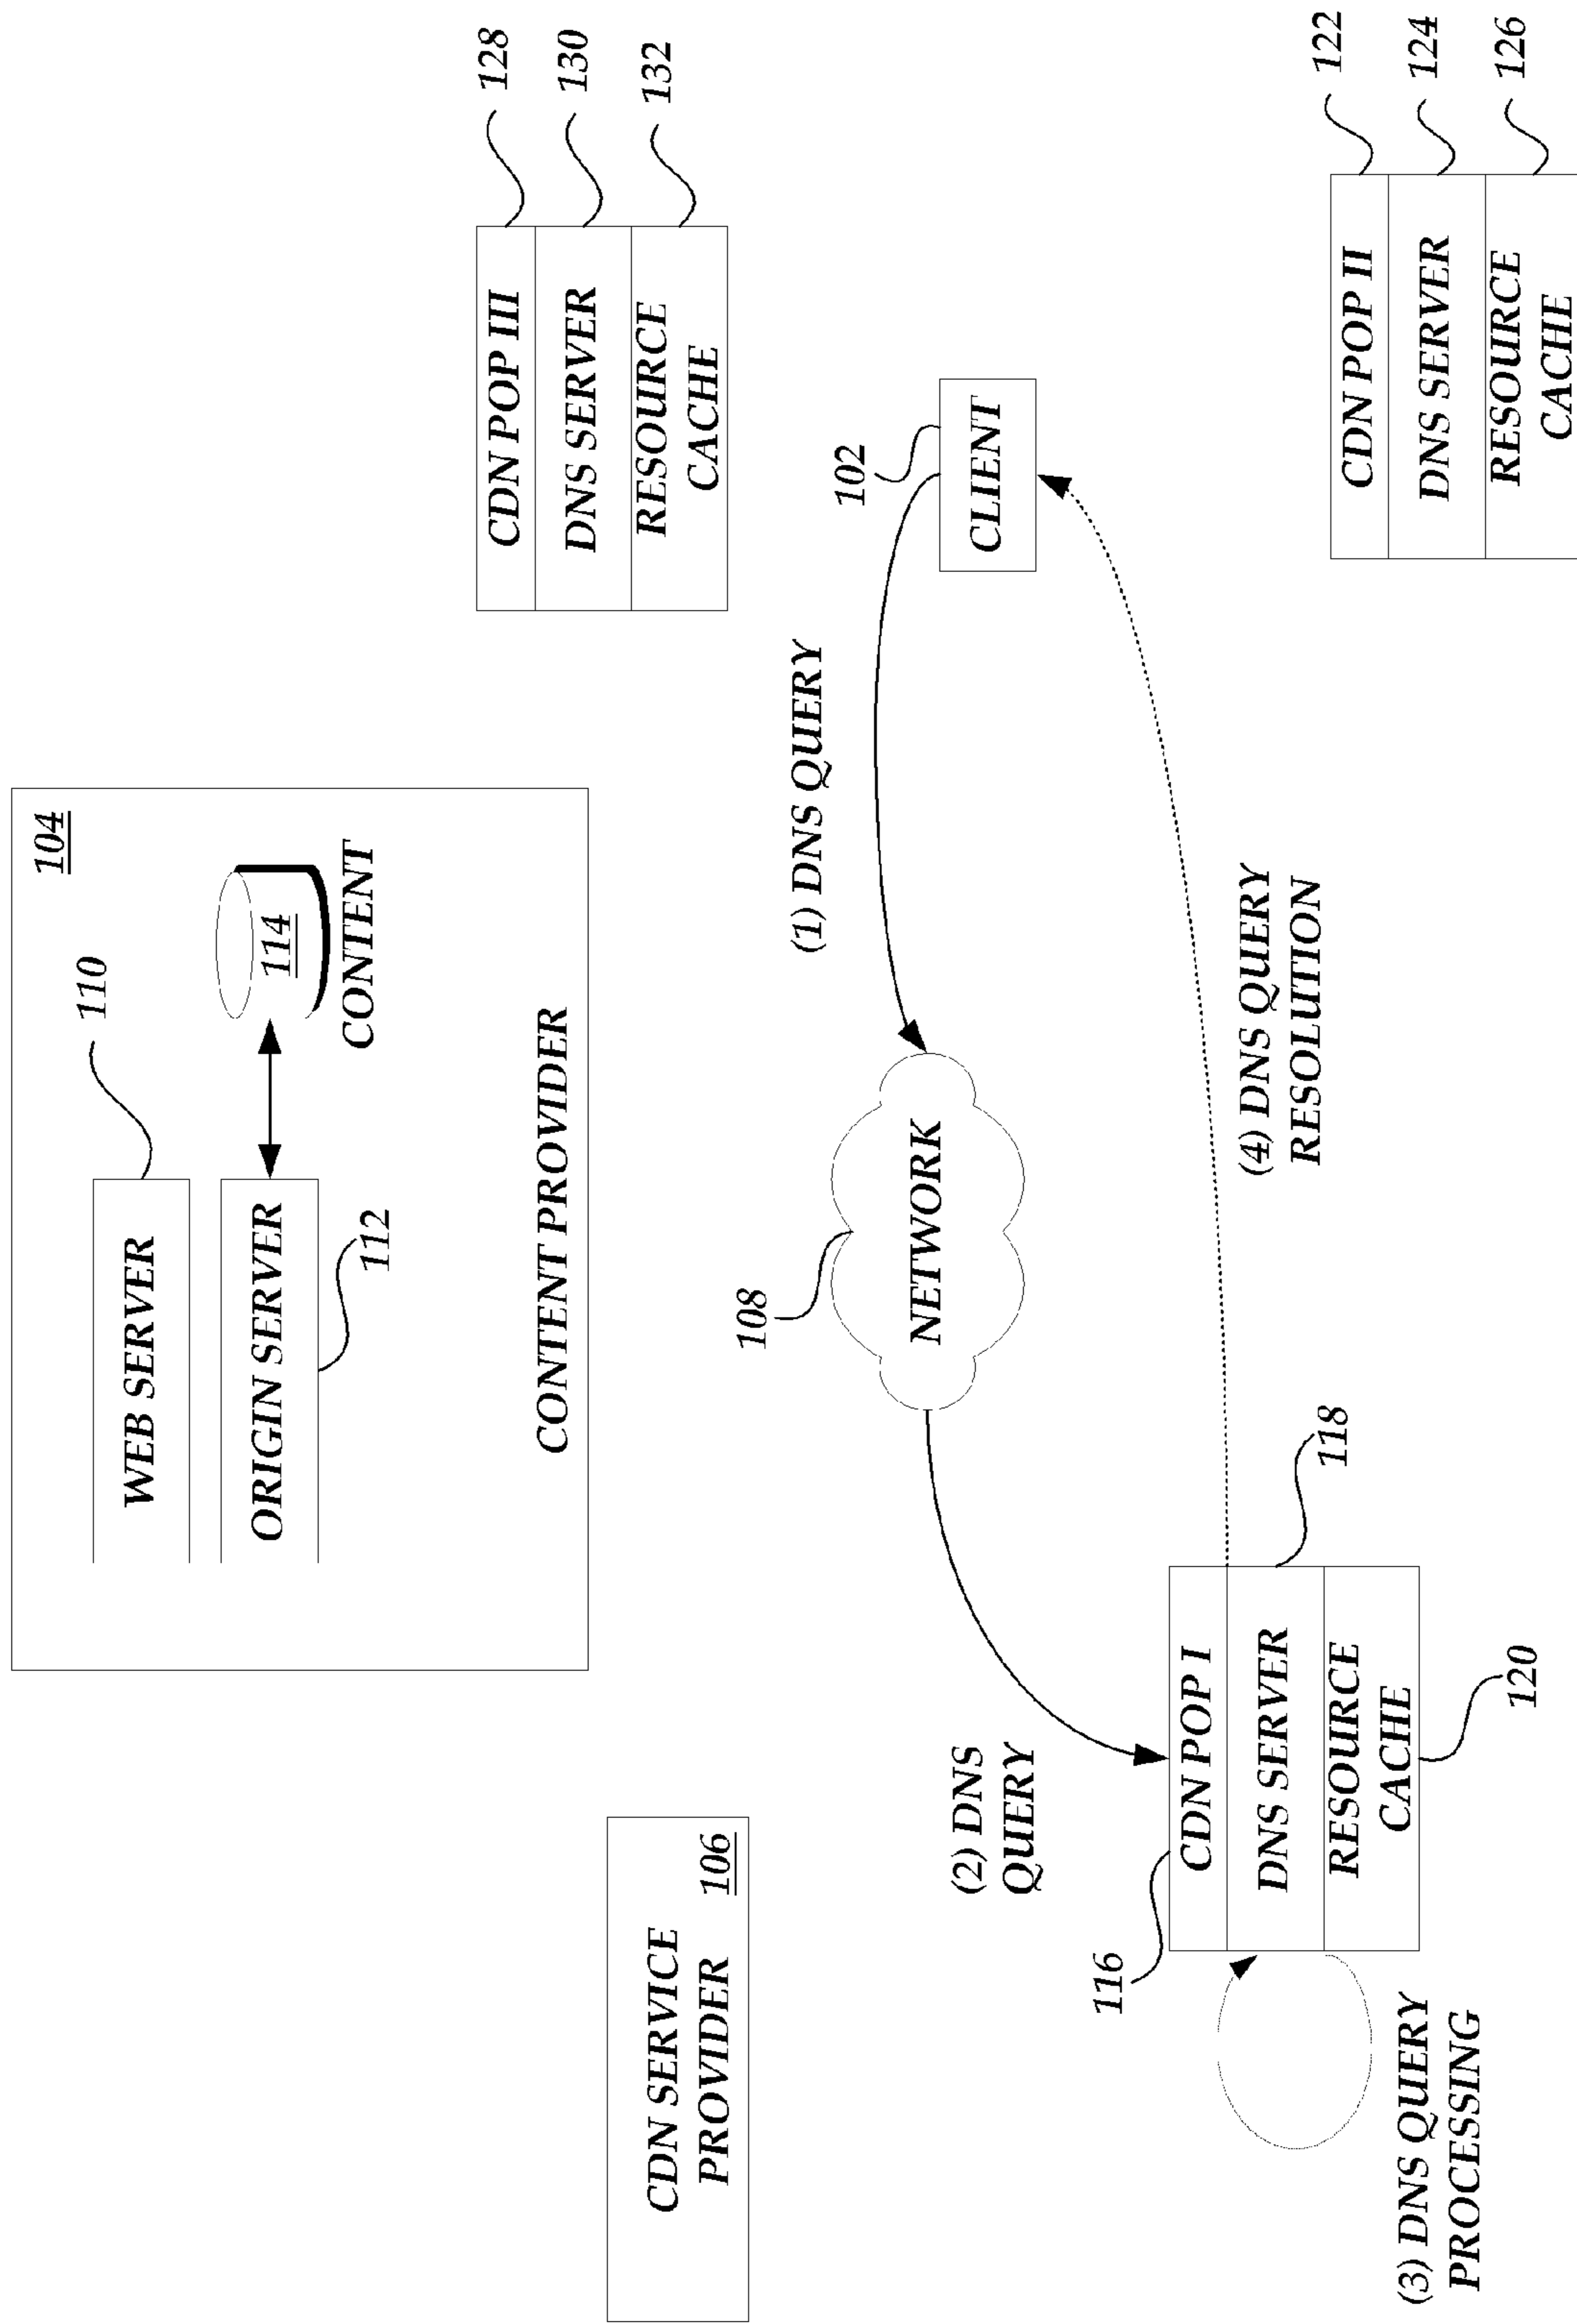 104
110
WEB SERVER
ORIGIN SERVER
112
114
CONTENT
CONTENT PROVIDER
CDN SERVICE
PROVIDER
106
128
CDN POP III
130
DNS SERVER
132
RESOURCE
CACHE
(1) DNS QUERY
102
CLIENT
108
NETWORK
(2) DNS
QUERY
116
CDN POP I
DNS SERVER
118
RESOURCE
CACHE
120
(3) DNS QUERY
PROCESSING
(4) DNS QUERY
RESOLUTION
122
CDN POP II
124
DNS SERVER
126
RESOURCE
CACHE